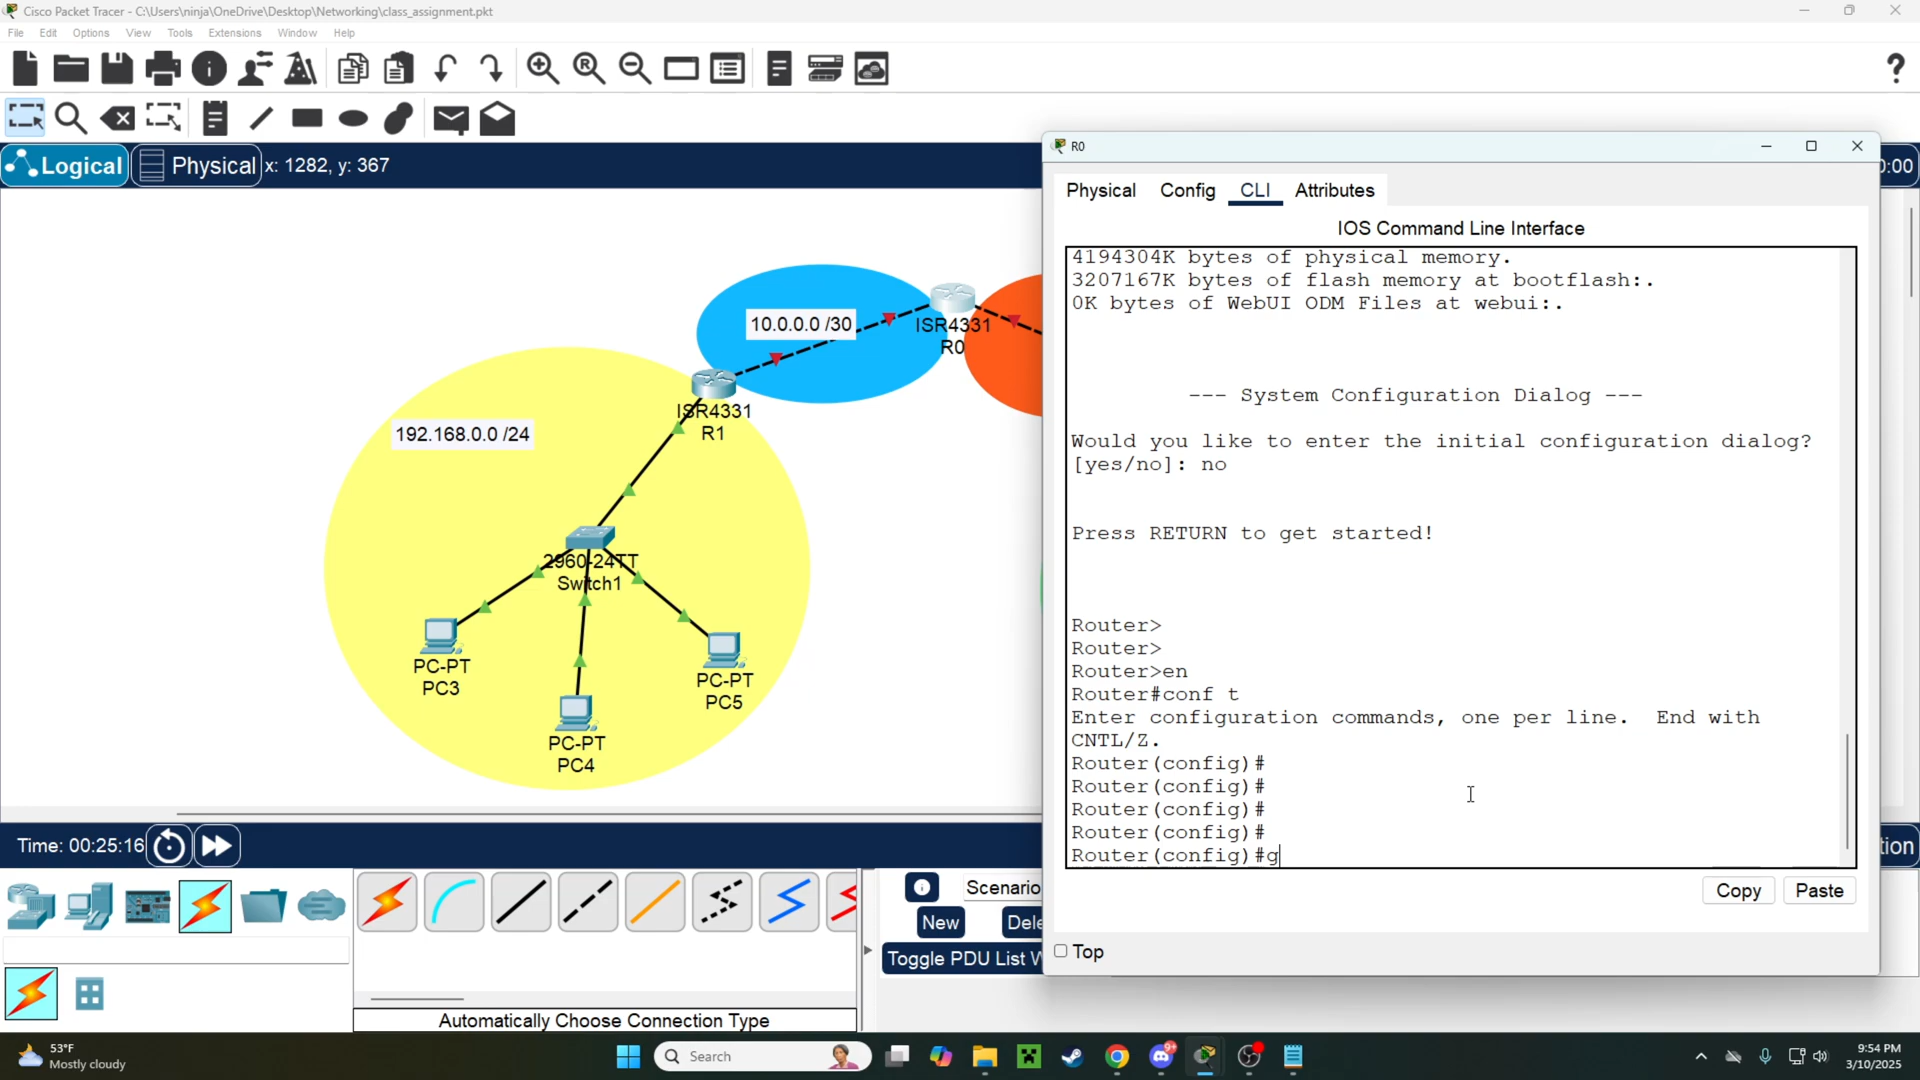 Cisco Packet Tracer - C:\Users\ninja\OneDrive\Desktop\Networking\class_assignment.pkt
File Edit Options View Tools Extensions Window Help
Logical Physical x: 1282, y: 367
0:00
10.0.0.0 /30
ISR4331
R0
ISR4331
R1
192.168.0.0 /24
2960-24TT
Switch1
PC-PT
PC3
PC-PT
PC4
PC-PT
PC5
R0
Physical Config CLI Attributes
IOS Command Line Interface
4194304K bytes of physical memory.
3207167K bytes of flash memory at bootflash:.
0K bytes of WebUI ODM Files at webui:.
--- System Configuration Dialog ---
Would you like to enter the initial configuration dialog?
[yes/no]: no
Press RETURN to get started!
Router>
Router>
Router>en
Router#conf t
Enter configuration commands, one per line.  End with
CNTL/Z.
Router(config)#
Router(config)#
Router(config)#
Router(config)#
Router(config)#g
Copy Paste
Top
Time: 00:25:16
tion
Scenario
New Dele
Toggle PDU List W
Automatically Choose Connection Type
53°F
Mostly cloudy
Search
9:54 PM
3/10/2025